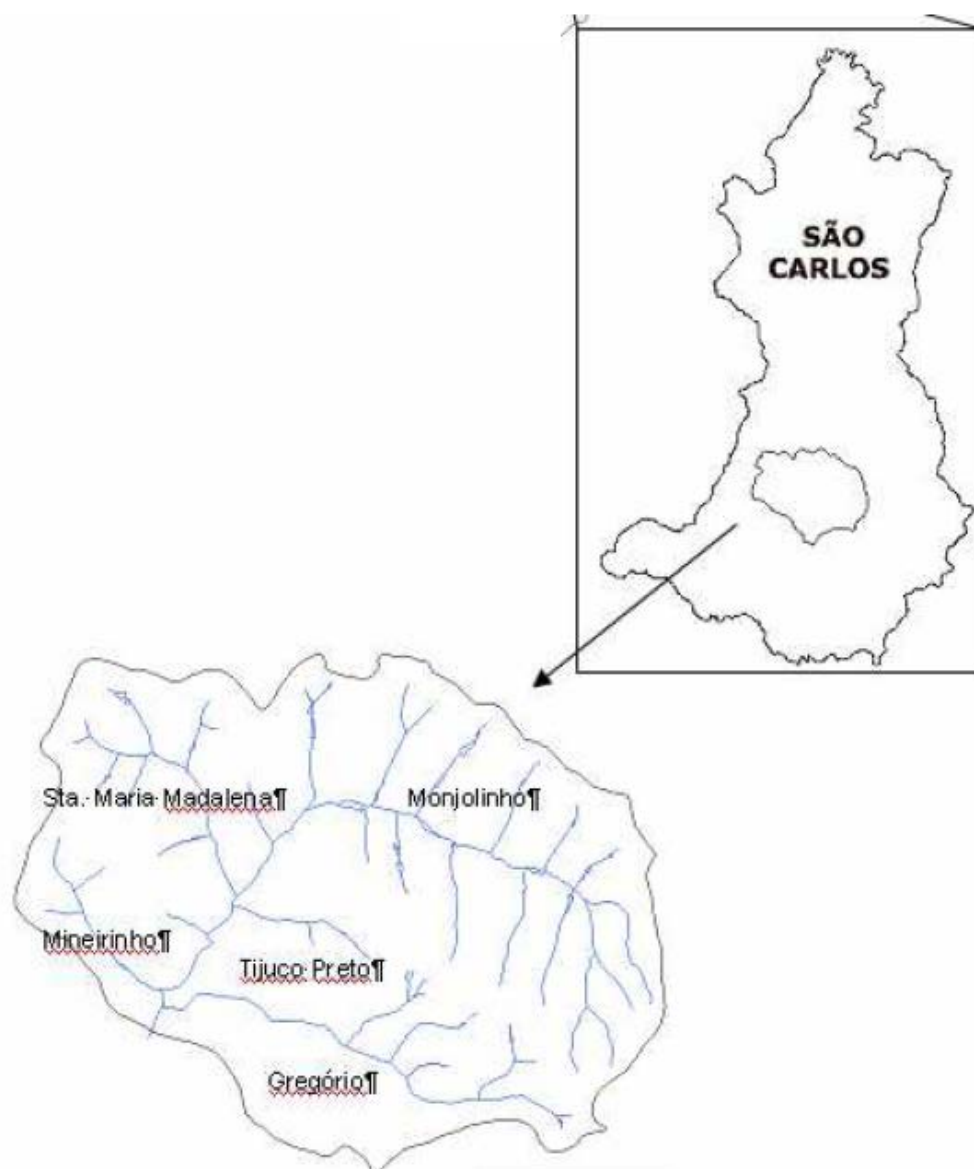 SÃO
CARLOS
Sta.·Maria·Madalena¶
Monjolinho¶
Mineirinho¶
Tijuco·Preto¶
Gregório¶